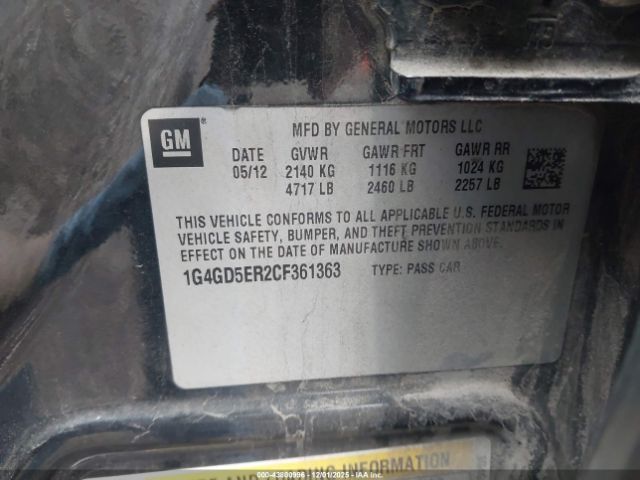 GM
MFD BY GENERAL MOTORS LLC
DATE GVWR GAWR FRT GAWR RR
05/12 2140 KG 1116 KG 1024 KG
4717 LB 2460 LB 2257 LB
THIS VEHICLE CONFORMS TO ALL APPLICABLE U.S. FEDERAL MOTOR
VEHICLE SAFETY, BUMPER, AND THEFT PREVENTION STANDARDS IN
EFFECT ON THE DATE OF MANUFACTURE SHOWN ABOVE.
1G4GD5ER2CF361363 TYPE: PASS CAR
AND LOADING INFORMATION
000-43800996 - 12/01/2025 - IAA Inc.